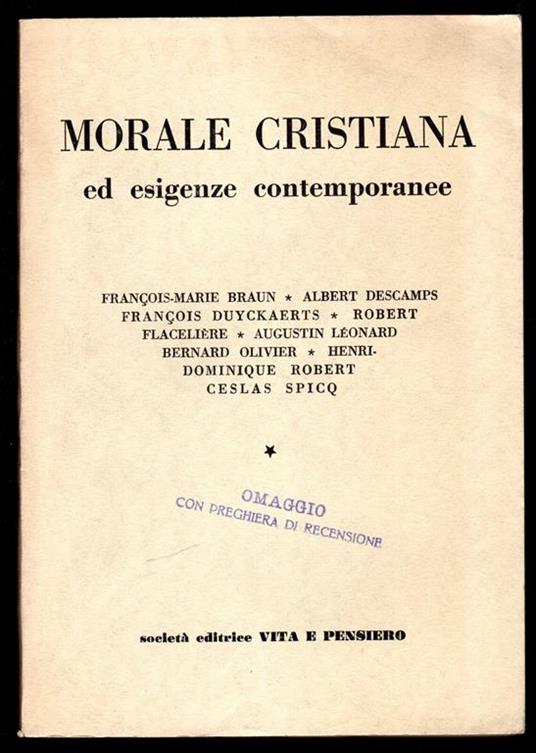 MORALE CRISTIANA
ed esigenze contemporanee
FRANÇOIS-MARIE BRAUN ★ ALBERT DESCAMPS
FRANÇOIS DUYCKAERTS ★ ROBERT
FLACELIÈRE ★ AUGUSTIN LÉONARD
BERNARD OLIVIER ★ HENRI-
DOMINIQUE ROBERT
CESLAS SPICQ
★
OMAGGIO
CON PREGHIERA DI RECENSIONE
società editrice VITA E PENSIERO